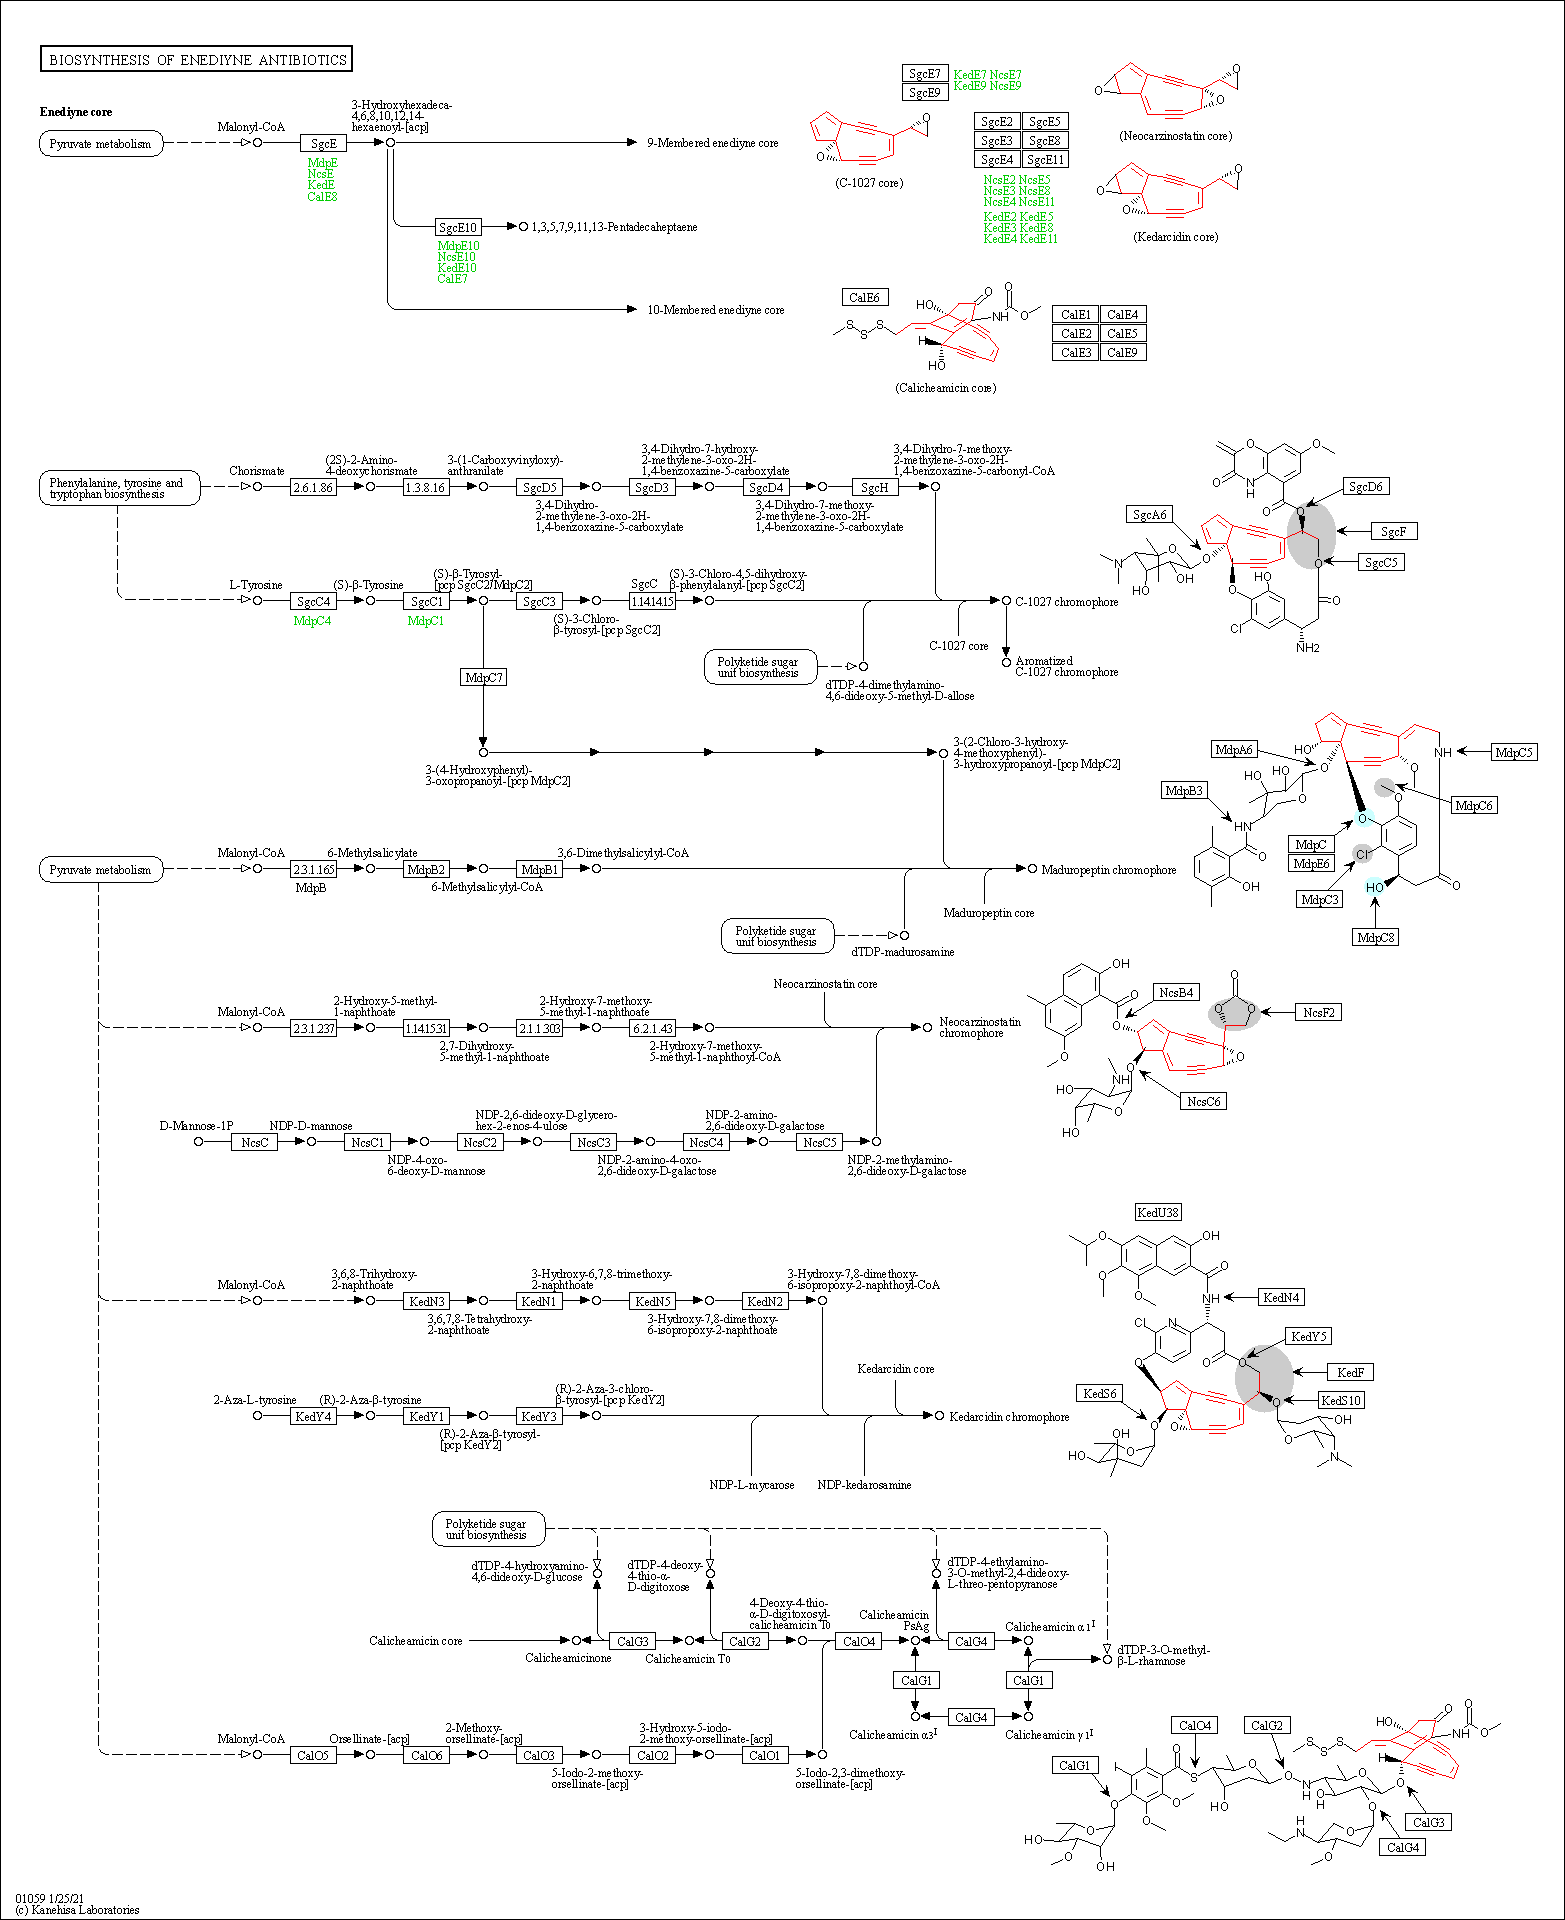 BIOSYNTHESIS OF ENEDIYNE ANTIBIOTICS
Enediyne core
Pyruvate metabolism
Malonyl-CoA
SgcE
MdpE
NcsE
KedE
CalE8
3-Hydroxyhexadeca-
4,6,8,10,12,14-
hexaenoyl-[acp]
9-Membered enediyne core
SgcE10
MdpE10
NcsE10
KedE10
CalE7
1,3,5,7,9,11,13-Pentadecaheptaene
10-Membered enediyne core
SgcE7
SgcE9
KedE7 NcsE7
KedE9 NcsE9
O
O
(C-1027 core)
SgcE2 SgcE5
SgcE3 SgcE8
SgcE4 SgcE11
NcsE2 NcsE5
NcsE3 NcsE8
NcsE4 NcsE11
KedE2 KedE5
KedE3 KedE8
KedE4 KedE11
O
O
O
(Neocarzinostatin core)
O
O
O
(Kedarcidin core)
CalE6
HO
O
O
NH
O
S
S
S
H
HO
(Calicheamicin core)
CalE1 CalE4
CalE2 CalE5
CalE3 CalE9
Phenylalanine, tyrosine and
tryptophan biosynthesis
Chorismate
2.6.1.86
(2S)-2-Amino-
4-deoxychorismate
1.3.8.16
3-(1-Carboxyvinyloxy)-
anthranilate
SgcD5
3,4-Dihydro-
2-methylene-3-oxo-2H-
1,4-benzoxazine-5-carboxylate
SgcD3
3,4-Dihydro-7-hydroxy-
2-methylene-3-oxo-2H-
1,4-benzoxazine-5-carboxylate
SgcD4
3,4-Dihydro-7-methoxy-
2-methylene-3-oxo-2H-
1,4-benzoxazine-5-carboxylate
SgcH
3,4-Dihydro-7-methoxy-
2-methylene-3-oxo-2H-
1,4-benzoxazine-5-carbonyl-CoA
L-Tyrosine
SgcC4
MdpC4
(S)-β-Tyrosine
SgcC1
MdpC1
(S)-β-Tyrosyl-
[pcp SgcC2/MdpC2]
SgcC3
(S)-3-Chloro-
β-tyrosyl-[pcp SgcC2]
SgcC
1.14.14.15
(S)-3-Chloro-4,5-dihydroxy-
β-phenylalanyl-[pcp SgcC2]
C-1027 chromophore
C-1027 core
Aromatized
C-1027 chromophore
Polyketide sugar
unit biosynthesis
dTDP-4-dimethylamino-
4,6-dideoxy-5-methyl-D-allose
O
O
O
N
H
O
O
SgcD6
SgcA6
SgcF
SgcC5
N
O
O
OH
HO
HO
O
O
O
Cl
NH2
MdpC7
3-(4-Hydroxyphenyl)-
3-oxopropanoyl-[pcp MdpC2]
3-(2-Chloro-3-hydroxy-
4-methoxyphenyl)-
3-hydroxypropanoyl-[pcp MdpC2]
Pyruvate metabolism
Malonyl-CoA
2.3.1.165
MdpB
6-Methylsalicylate
MdpB2
6-Methylsalicylyl-CoA
MdpB1
3,6-Dimethylsalicylyl-CoA
Maduropeptin chromophore
Maduropeptin core
Polyketide sugar
unit biosynthesis
dTDP-madurosamine
MdpA6
HO
NH
MdpC5
O
O
HO
HO
O
MdpB3
MdpC6
O
HN
O
O
MdpC
MdpE6
Cl
OH
MdpC3
HO
O
MdpC8
Malonyl-CoA
2.3.1.237
2-Hydroxy-5-methyl-
1-naphthoate
1.14.15.31
2,7-Dihydroxy-
5-methyl-1-naphthoate
2.1.1.303
2-Hydroxy-7-methoxy-
5-methyl-1-naphthoate
6.2.1.43
2-Hydroxy-7-methoxy-
5-methyl-1-naphthoyl-CoA
Neocarzinostatin core
Neocarzinostatin
chromophore
D-Mannose-1P
NcsC
NDP-D-mannose
NcsC1
NDP-4-oxo-
6-deoxy-D-mannose
NcsC2
NDP-2,6-dideoxy-D-glycero-
hex-2-enos-4-ulose
NcsC3
NDP-2-amino-4-oxo-
2,6-dideoxy-D-galactose
NcsC4
NDP-2-amino-
2,6-dideoxy-D-galactose
NcsC5
NDP-2-methylamino-
2,6-dideoxy-D-galactose
OH
O
O
NcsB4
O
O
O
NcsF2
O
O
O
NH
HO
O
HO
NcsC6
Malonyl-CoA
3,6,8-Trihydroxy-
2-naphthoate
KedN3
3,6,7,8-Tetrahydroxy-
2-naphthoate
KedN1
3-Hydroxy-6,7,8-trimethoxy-
2-naphthoate
KedN5
3-Hydroxy-7,8-dimethoxy-
6-isopropoxy-2-naphthoate
KedN2
3-Hydroxy-7,8-dimethoxy-
6-isopropoxy-2-naphthoyl-CoA
2-Aza-L-tyrosine
KedY4
(R)-2-Aza-β-tyrosine
KedY1
(R)-2-Aza-β-tyrosyl-
[pcp KedY2]
KedY3
(R)-2-Aza-3-chloro-
β-tyrosyl-[pcp KedY2]
Kedarcidin core
Kedarcidin chromophore
NDP-L-mycarose
NDP-kedarosamine
KedU38
O
OH
O
O
O
NH
KedN4
Cl
N
O
O
O
KedY5
KedF
KedS6
KedS10
O
O
O
OH
HO
O
O
OH
N
Polyketide sugar
unit biosynthesis
dTDP-4-hydroxyamino-
4,6-dideoxy-D-glucose
dTDP-4-deoxy-
4-thio-α-
D-digitoxose
dTDP-4-ethylamino-
3-O-methyl-2,4-dideoxy-
L-threo-pentopyranose
dTDP-3-O-methyl-
β-L-rhamnose
Calicheamicin core
Calicheamicinone
CalG3
Calicheamicin T0
CalG2
4-Deoxy-4-thio-
α-D-digitoxosyl-
calicheamicin T0
CalO4
Calicheamicin
PsAg
CalG4
Calicheamicin α1I
CalG1
CalG1
Calicheamicin α3I
CalG4
Calicheamicin γ1I
Malonyl-CoA
CalO5
Orsellinate-[acp]
CalO6
2-Methoxy-
orsellinate-[acp]
CalO3
5-Iodo-2-methoxy-
orsellinate-[acp]
CalO2
3-Hydroxy-5-iodo-
2-methoxy-orsellinate-[acp]
CalO1
5-Iodo-2,3-dimethoxy-
orsellinate-[acp]
CalO4
CalG2
CalG1
CalG3
CalG4
HO
O
O
NH
O
S
S
S
H
I
O
S
O
O
N
H
O
O
O
O
O
HO
HO
O
H
N
O
O
HO
O
O
OH
01059 1/25/21
(c) Kanehisa Laboratories